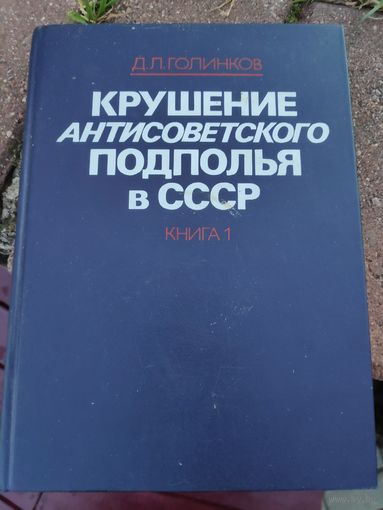 Д.Л.ГОЛИНКОВ
КРУШЕНИЕ
АНТИСОВЕТСКОГО
ПОДПОЛЬЯ
в СССР
КНИГА 1